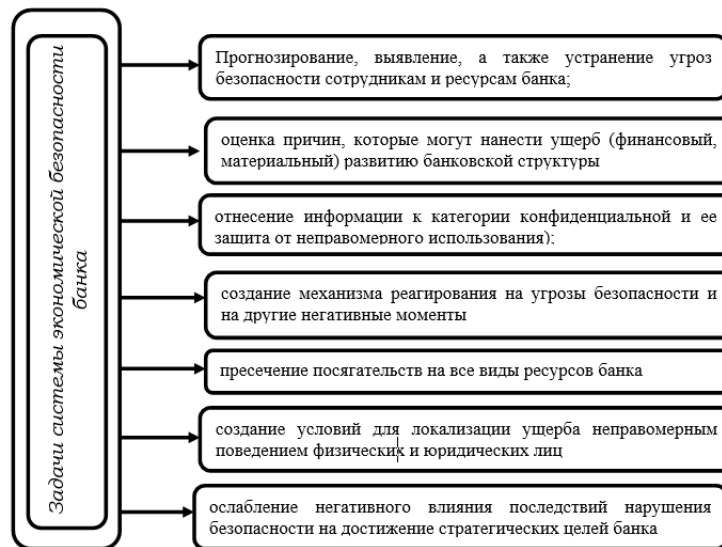 Задачи системы экономической безопасности
банка
Прогнозирование, выявление, а также устранение угроз
безопасности сотрудникам и ресурсам банка;
оценка причин, которые могут нанести ущерб (финансовый,
материальный) развитию банковской структуры
отнесение информации к категории конфиденциальной и ее
защита от неправомерного использования);
создание механизма реагирования на угрозы безопасности и
на другие негативные моменты
пресечение посягательств на все виды ресурсов банка
создание условий для локализации ущерба неправомерным
поведением физических и юридических лиц
ослабление негативного влияния последствий нарушения
безопасности на достижение стратегических целей банка